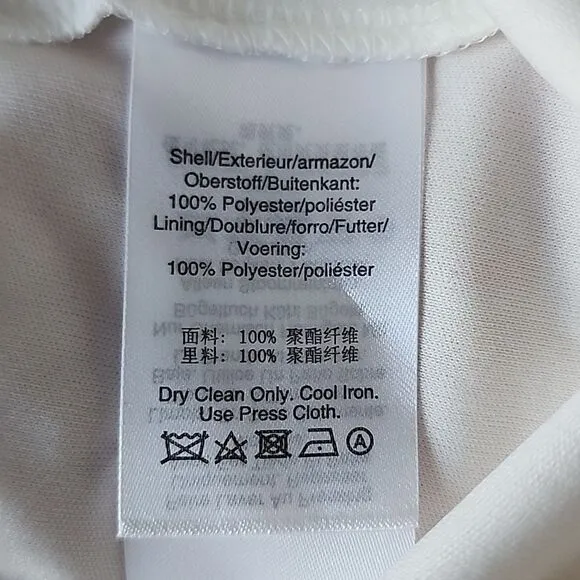 Shell/Exterieur/armazon/
Oberstoff/Buitenkant:
100% Polyester/poliéster
Lining/Doublure/forro/Futter/
Voering:
100% Polyester/poliéster
面料: 100% 聚酯纤维
里料: 100% 聚酯纤维
Dry Clean Only. Cool Iron.
Use Press Cloth.
A